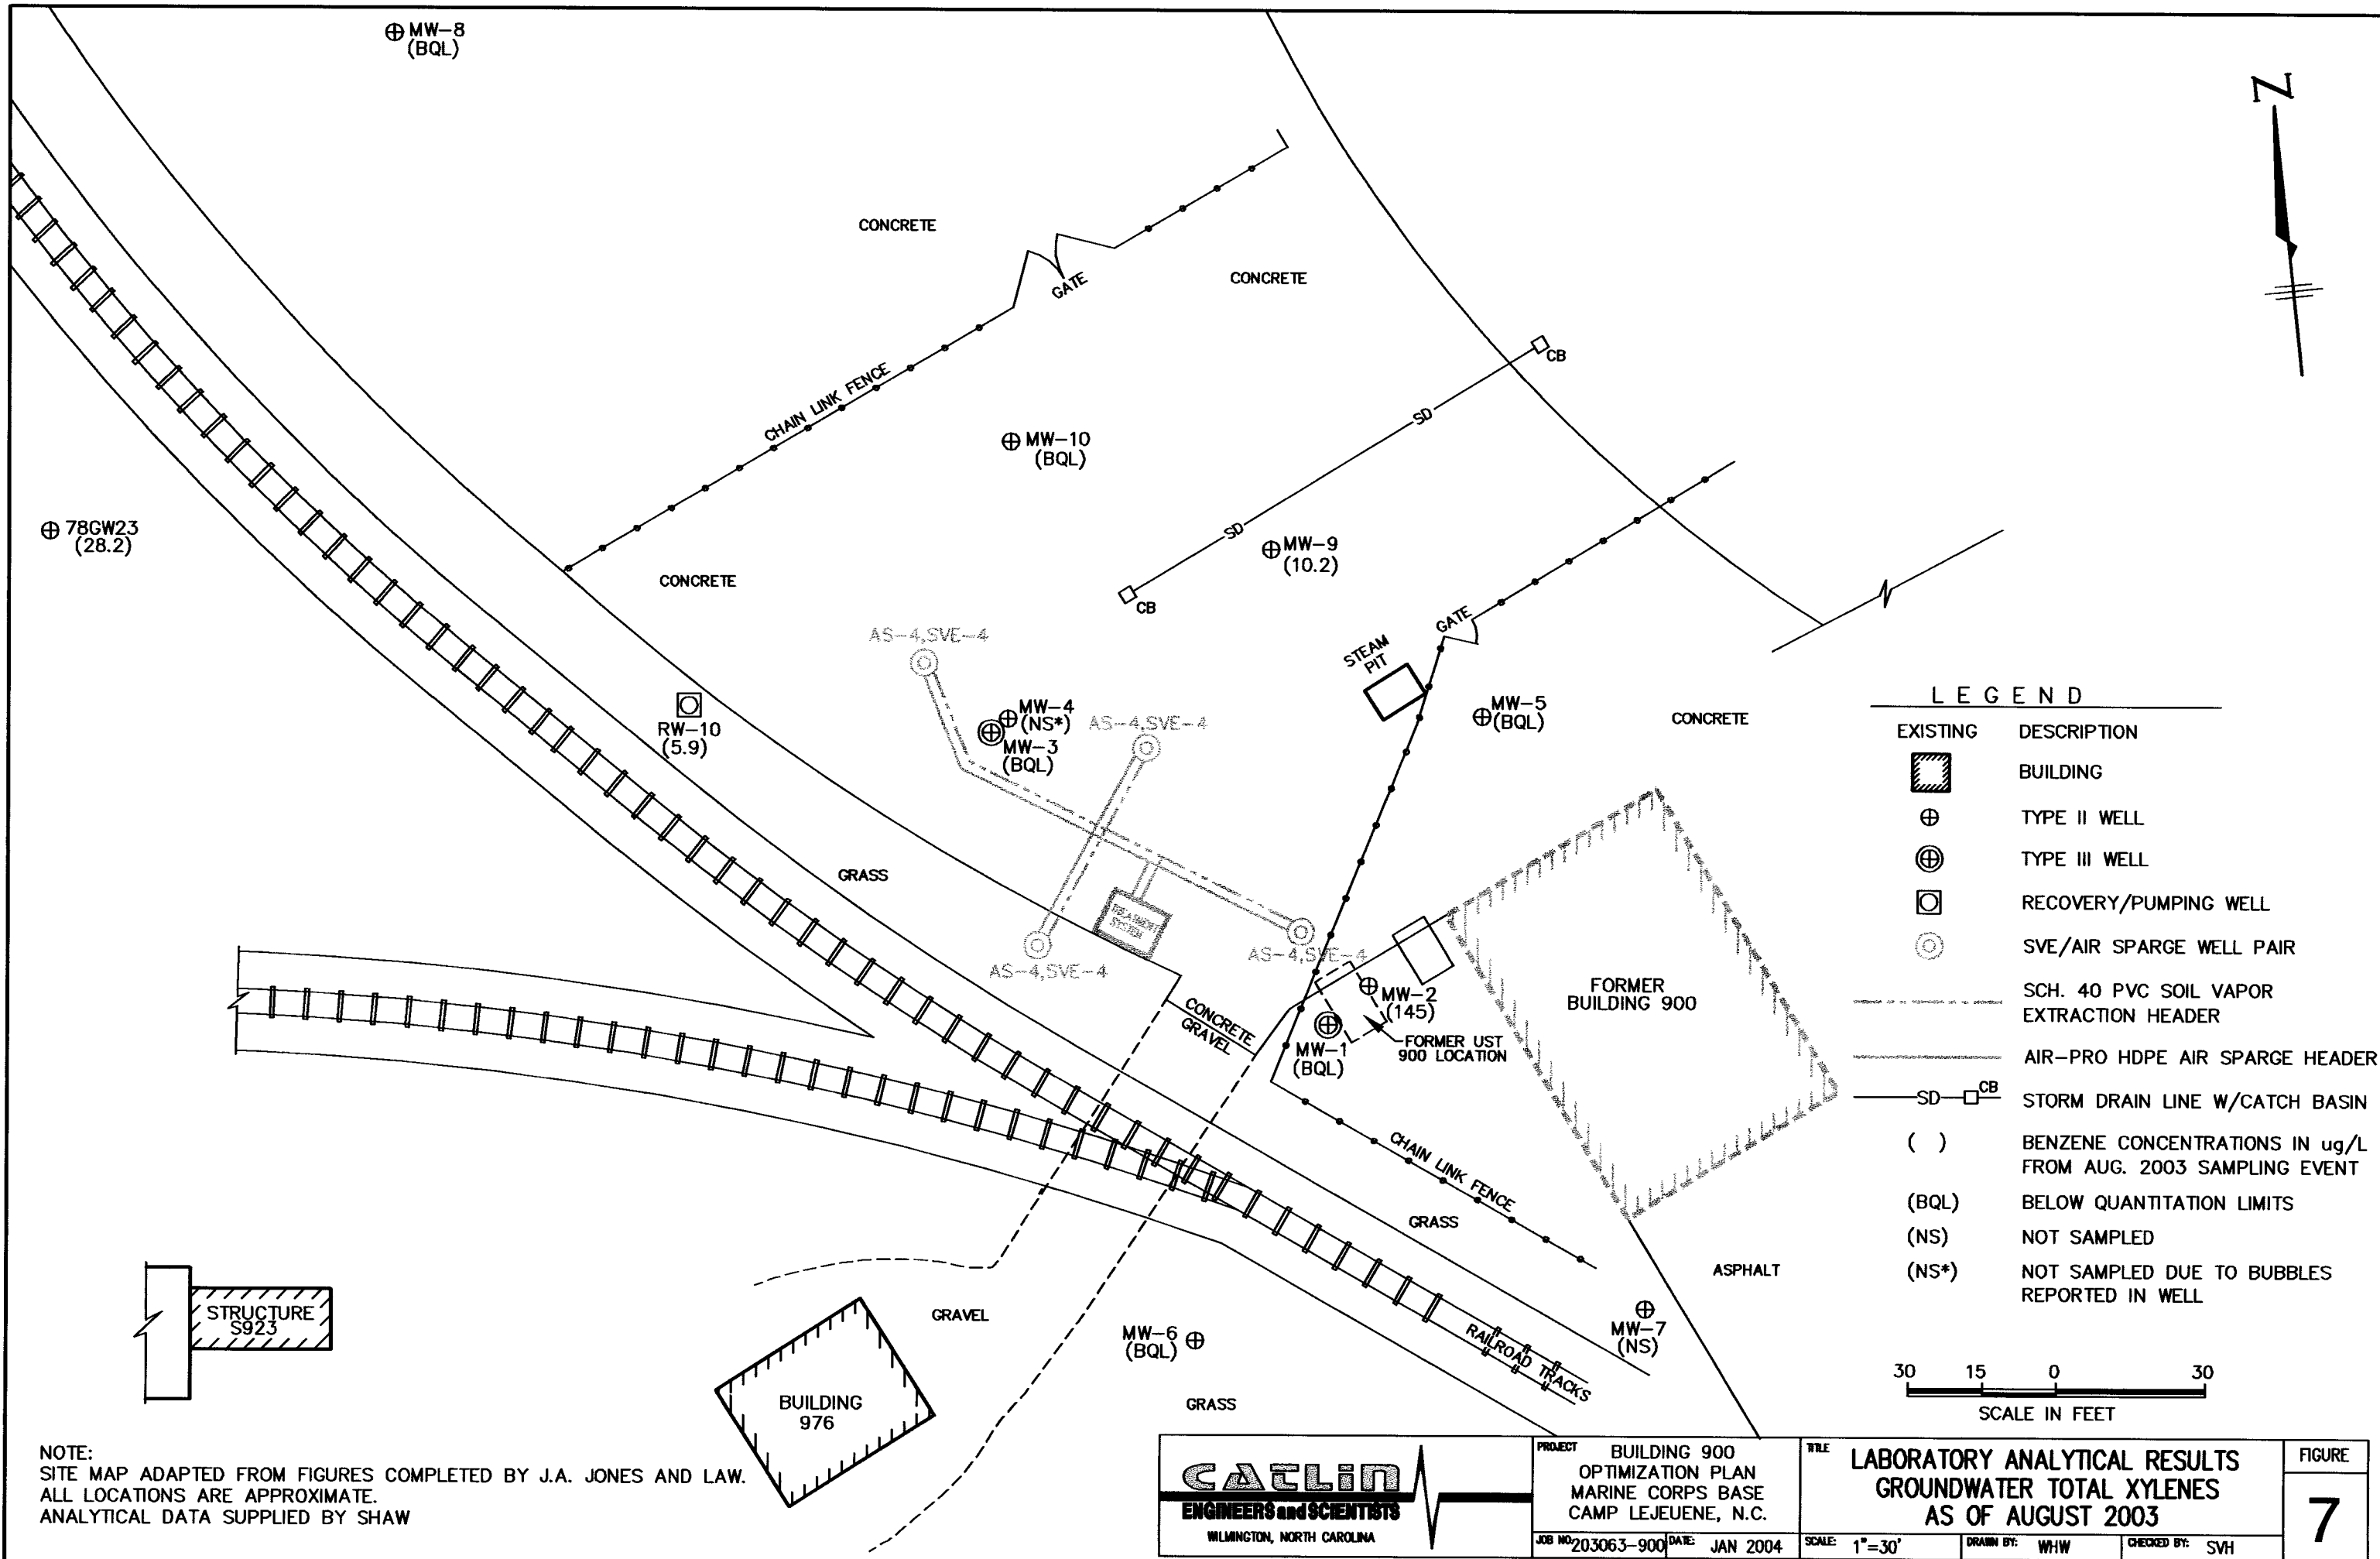 MW-8
(BQL)
N
CONCRETE
GATE
CONCRETE
CHAIN LINK FENCE
CB
SD
MW-10
(BQL)
78GW23
(28.2)
SD
MW-9
(10.2)
CONCRETE
CB
AS-4,SVE-4
GATE
STEAM
PIT
RW-10
(5.9)
MW-4
(NS*)
MW-3
(BQL)
AS-4,SVE-4
MW-5
(BQL)
CONCRETE
GRASS
TREATMENT
SYSTEM
AS-4,SVE-4
AS-4,SVE-4
CONCRETE
GRAVEL
MW-2
(145)
MW-1
(BQL)
FORMER UST
900 LOCATION
FORMER
BUILDING 900
CHAIN LINK FENCE
GRASS
ASPHALT
STRUCTURE
S923
GRAVEL
MW-6
(BQL)
MW-7
(NS)
RAILROAD TRACKS
BUILDING
976
GRASS
LEGEND
EXISTING DESCRIPTION
BUILDING
TYPE II WELL
TYPE III WELL
RECOVERY/PUMPING WELL
SVE/AIR SPARGE WELL PAIR
SCH. 40 PVC SOIL VAPOR
EXTRACTION HEADER
AIR-PRO HDPE AIR SPARGE HEADER
SD CB STORM DRAIN LINE W/CATCH BASIN
( ) BENZENE CONCENTRATIONS IN ug/L
FROM AUG. 2003 SAMPLING EVENT
(BQL) BELOW QUANTITATION LIMITS
(NS) NOT SAMPLED
(NS*) NOT SAMPLED DUE TO BUBBLES
REPORTED IN WELL
30 15 0 30
SCALE IN FEET
NOTE:
SITE MAP ADAPTED FROM FIGURES COMPLETED BY J.A. JONES AND LAW.
ALL LOCATIONS ARE APPROXIMATE.
ANALYTICAL DATA SUPPLIED BY SHAW
CATLIN
ENGINEERS and SCIENTISTS
WILMINGTON, NORTH CAROLINA
PROJECT BUILDING 900
OPTIMIZATION PLAN
MARINE CORPS BASE
CAMP LEJEUENE, N.C.
JOB NO. 203063-900 DATE: JAN 2004
TITLE LABORATORY ANALYTICAL RESULTS
GROUNDWATER TOTAL XYLENES
AS OF AUGUST 2003
SCALE: 1"=30' DRAWN BY: WHW CHECKED BY: SVH
FIGURE
7